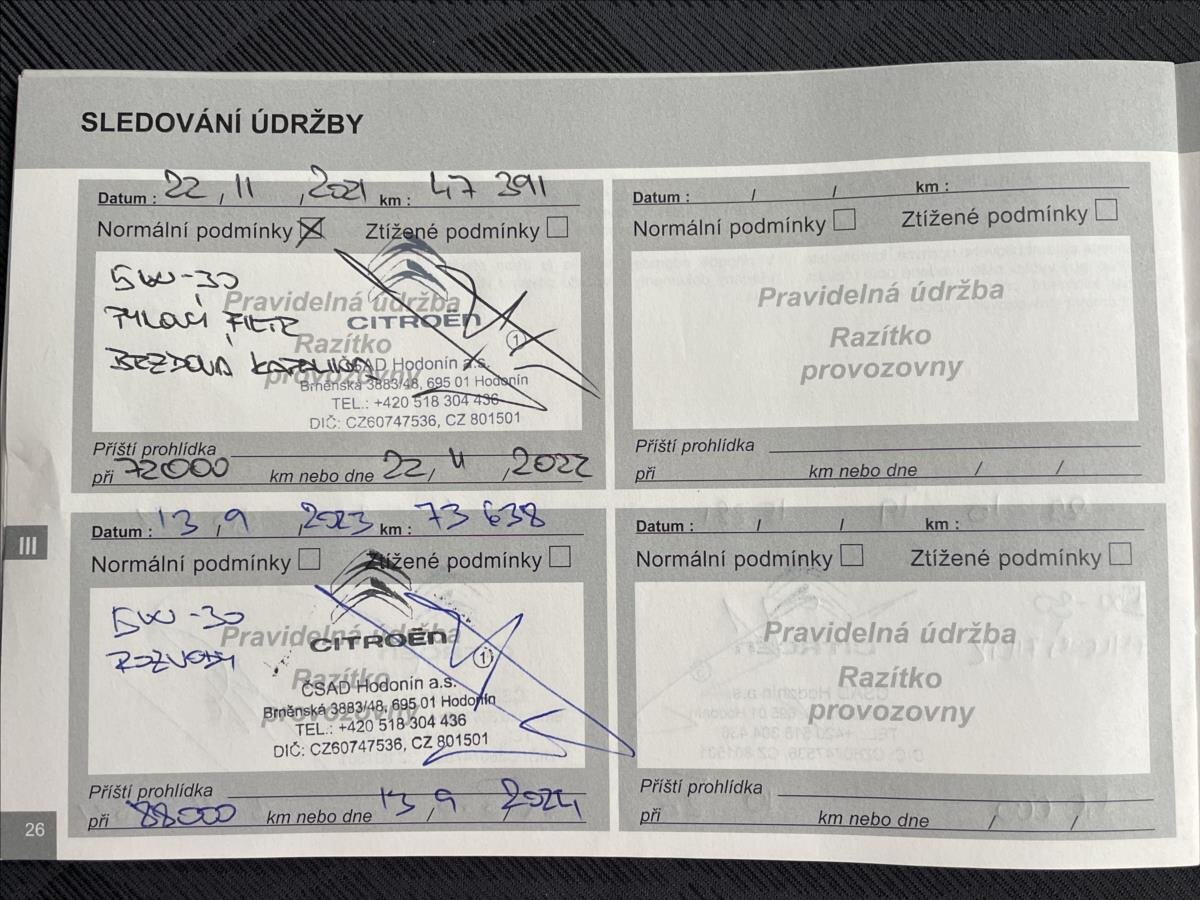 SLEDOVÁNÍ ÚDRŽBY
Datum : 22 , 11 , 2021 km : 47 391
Normální podmínky Ztížené podmínky
5W-30
Pravidelná údržba
PYLOVÝ FILTR
CITROËN
Razítko
BRZDOVÁ KAPALINA
provozovny
1
ČSAD Hodonín a.s.
Brněnská 3883/48, 695 01 Hodonín
TEL.: +420 518 304 436
DIČ: CZ60747536, CZ 801501
Příští prohlídka
při 72000 km nebo dne 22, 11 , 2022
Datum : 13 , 9 , 2023 km : 73 638
Normální podmínky Ztížené podmínky
5W-30
Pravidelná údržba
CITROËN
ROZVODY
1
Razítko
provozovny
ČSAD Hodonín a.s.
Brněnská 3883/48, 695 01 Hodonín
TEL.: +420 518 304 436
DIČ: CZ60747536, CZ 801501
Příští prohlídka
při 88000 km nebo dne 13 , 9 , 2024
Datum : / / km :
Normální podmínky Ztížené podmínky
Pravidelná údržba
Razítko
provozovny
Příští prohlídka
při km nebo dne / /
Datum : / / km :
Normální podmínky Ztížené podmínky
Pravidelná údržba
Razítko
provozovny
Příští prohlídka
při km nebo dne / /
III
26